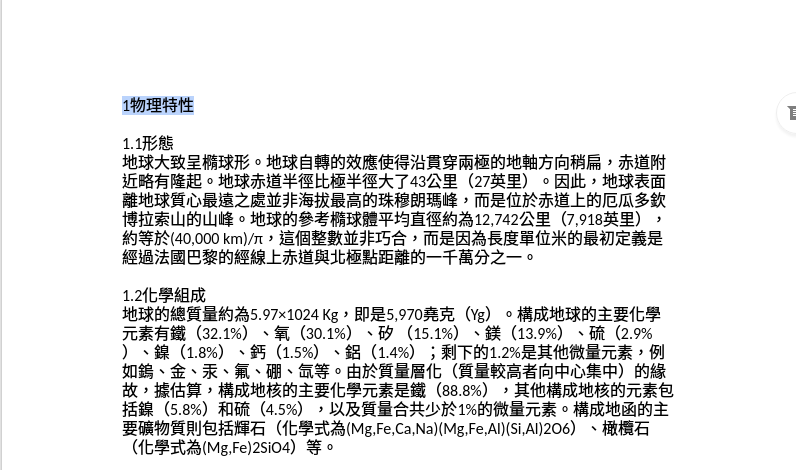 1物理特性
1.1形態
地球大致呈橢球形。地球自轉的效應使得沿貫穿兩極的地軸方向稍扁，赤道附
近略有隆起。地球赤道半徑比極半徑大了43公里（27英里）。因此，地球表面
離地球質心最遠之處並非海拔最高的珠穆朗瑪峰，而是位於赤道上的厄瓜多欽
博拉索山的山峰。地球的參考橢球體平均直徑約為12,742公里（7,918英里），
約等於(40,000 km)/π，這個整數並非巧合，而是因為長度單位米的最初定義是
經過法國巴黎的經線上赤道與北極點距離的一千萬分之一。
1.2化學組成
地球的總質量約為5.97×1024 Kg，即是5,970堯克（Yg）。構成地球的主要化學
元素有鐵（32.1%）、氧（30.1%）、矽 （15.1%）、鎂（13.9%）、硫（2.9%
）、鎳（1.8%）、鈣（1.5%）、鋁（1.4%）；剩下的1.2%是其他微量元素，例
如鎢、金、汞、氟、硼、氙等。由於質量層化（質量較高者向中心集中）的緣
故，據估算，構成地核的主要化學元素是鐵（88.8%），其他構成地核的元素包
括鎳（5.8%）和硫（4.5%），以及質量合共少於1%的微量元素。構成地函的主
要礦物質則包括輝石（化學式為(Mg,Fe,Ca,Na)(Mg,Fe,Al)(Si,Al)2O6）、橄欖石
（化學式為(Mg,Fe)2SiO4）等。